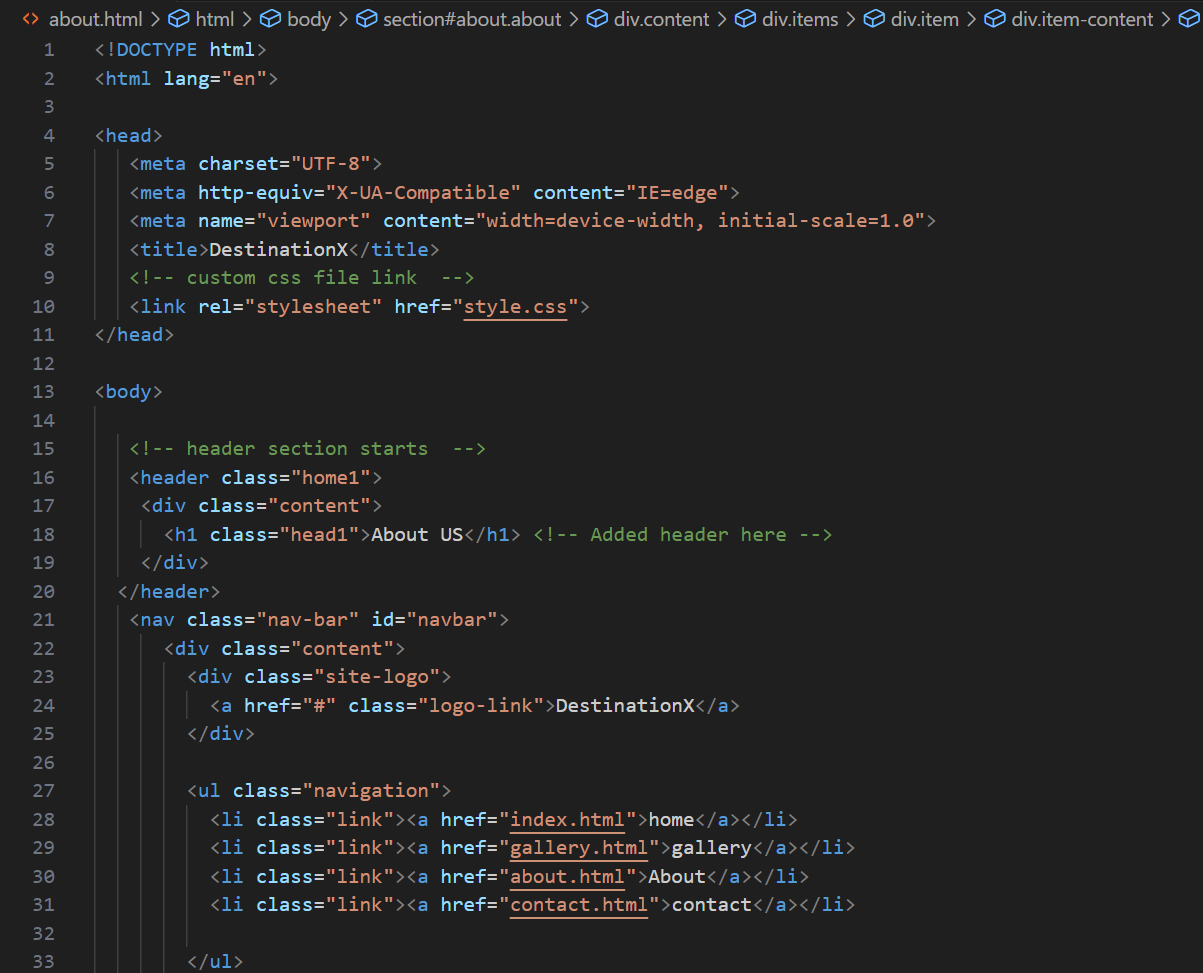 about.html > html > body > section#about.about > div.content > div.items > div.item > div.item-content >
1 <!DOCTYPE html>
2 <html lang="en">
3
4 <head>
5 <meta charset="UTF-8">
6 <meta http-equiv="X-UA-Compatible" content="IE=edge">
7 <meta name="viewport" content="width=device-width, initial-scale=1.0">
8 <title>DestinationX</title>
9 <!-- custom css file link  -->
10 <link rel="stylesheet" href="style.css">
11 </head>
12
13 <body>
14
15 <!-- header section starts  -->
16 <header class="home1">
17 <div class="content">
18 <h1 class="head1">About US</h1> <!-- Added header here -->
19 </div>
20 </header>
21 <nav class="nav-bar" id="navbar">
22 <div class="content">
23 <div class="site-logo">
24 <a href="#" class="logo-link">DestinationX</a>
25 </div>
26
27 <ul class="navigation">
28 <li class="link"><a href="index.html">home</a></li>
29 <li class="link"><a href="gallery.html">gallery</a></li>
30 <li class="link"><a href="about.html">About</a></li>
31 <li class="link"><a href="contact.html">contact</a></li>
32
33 </ul>